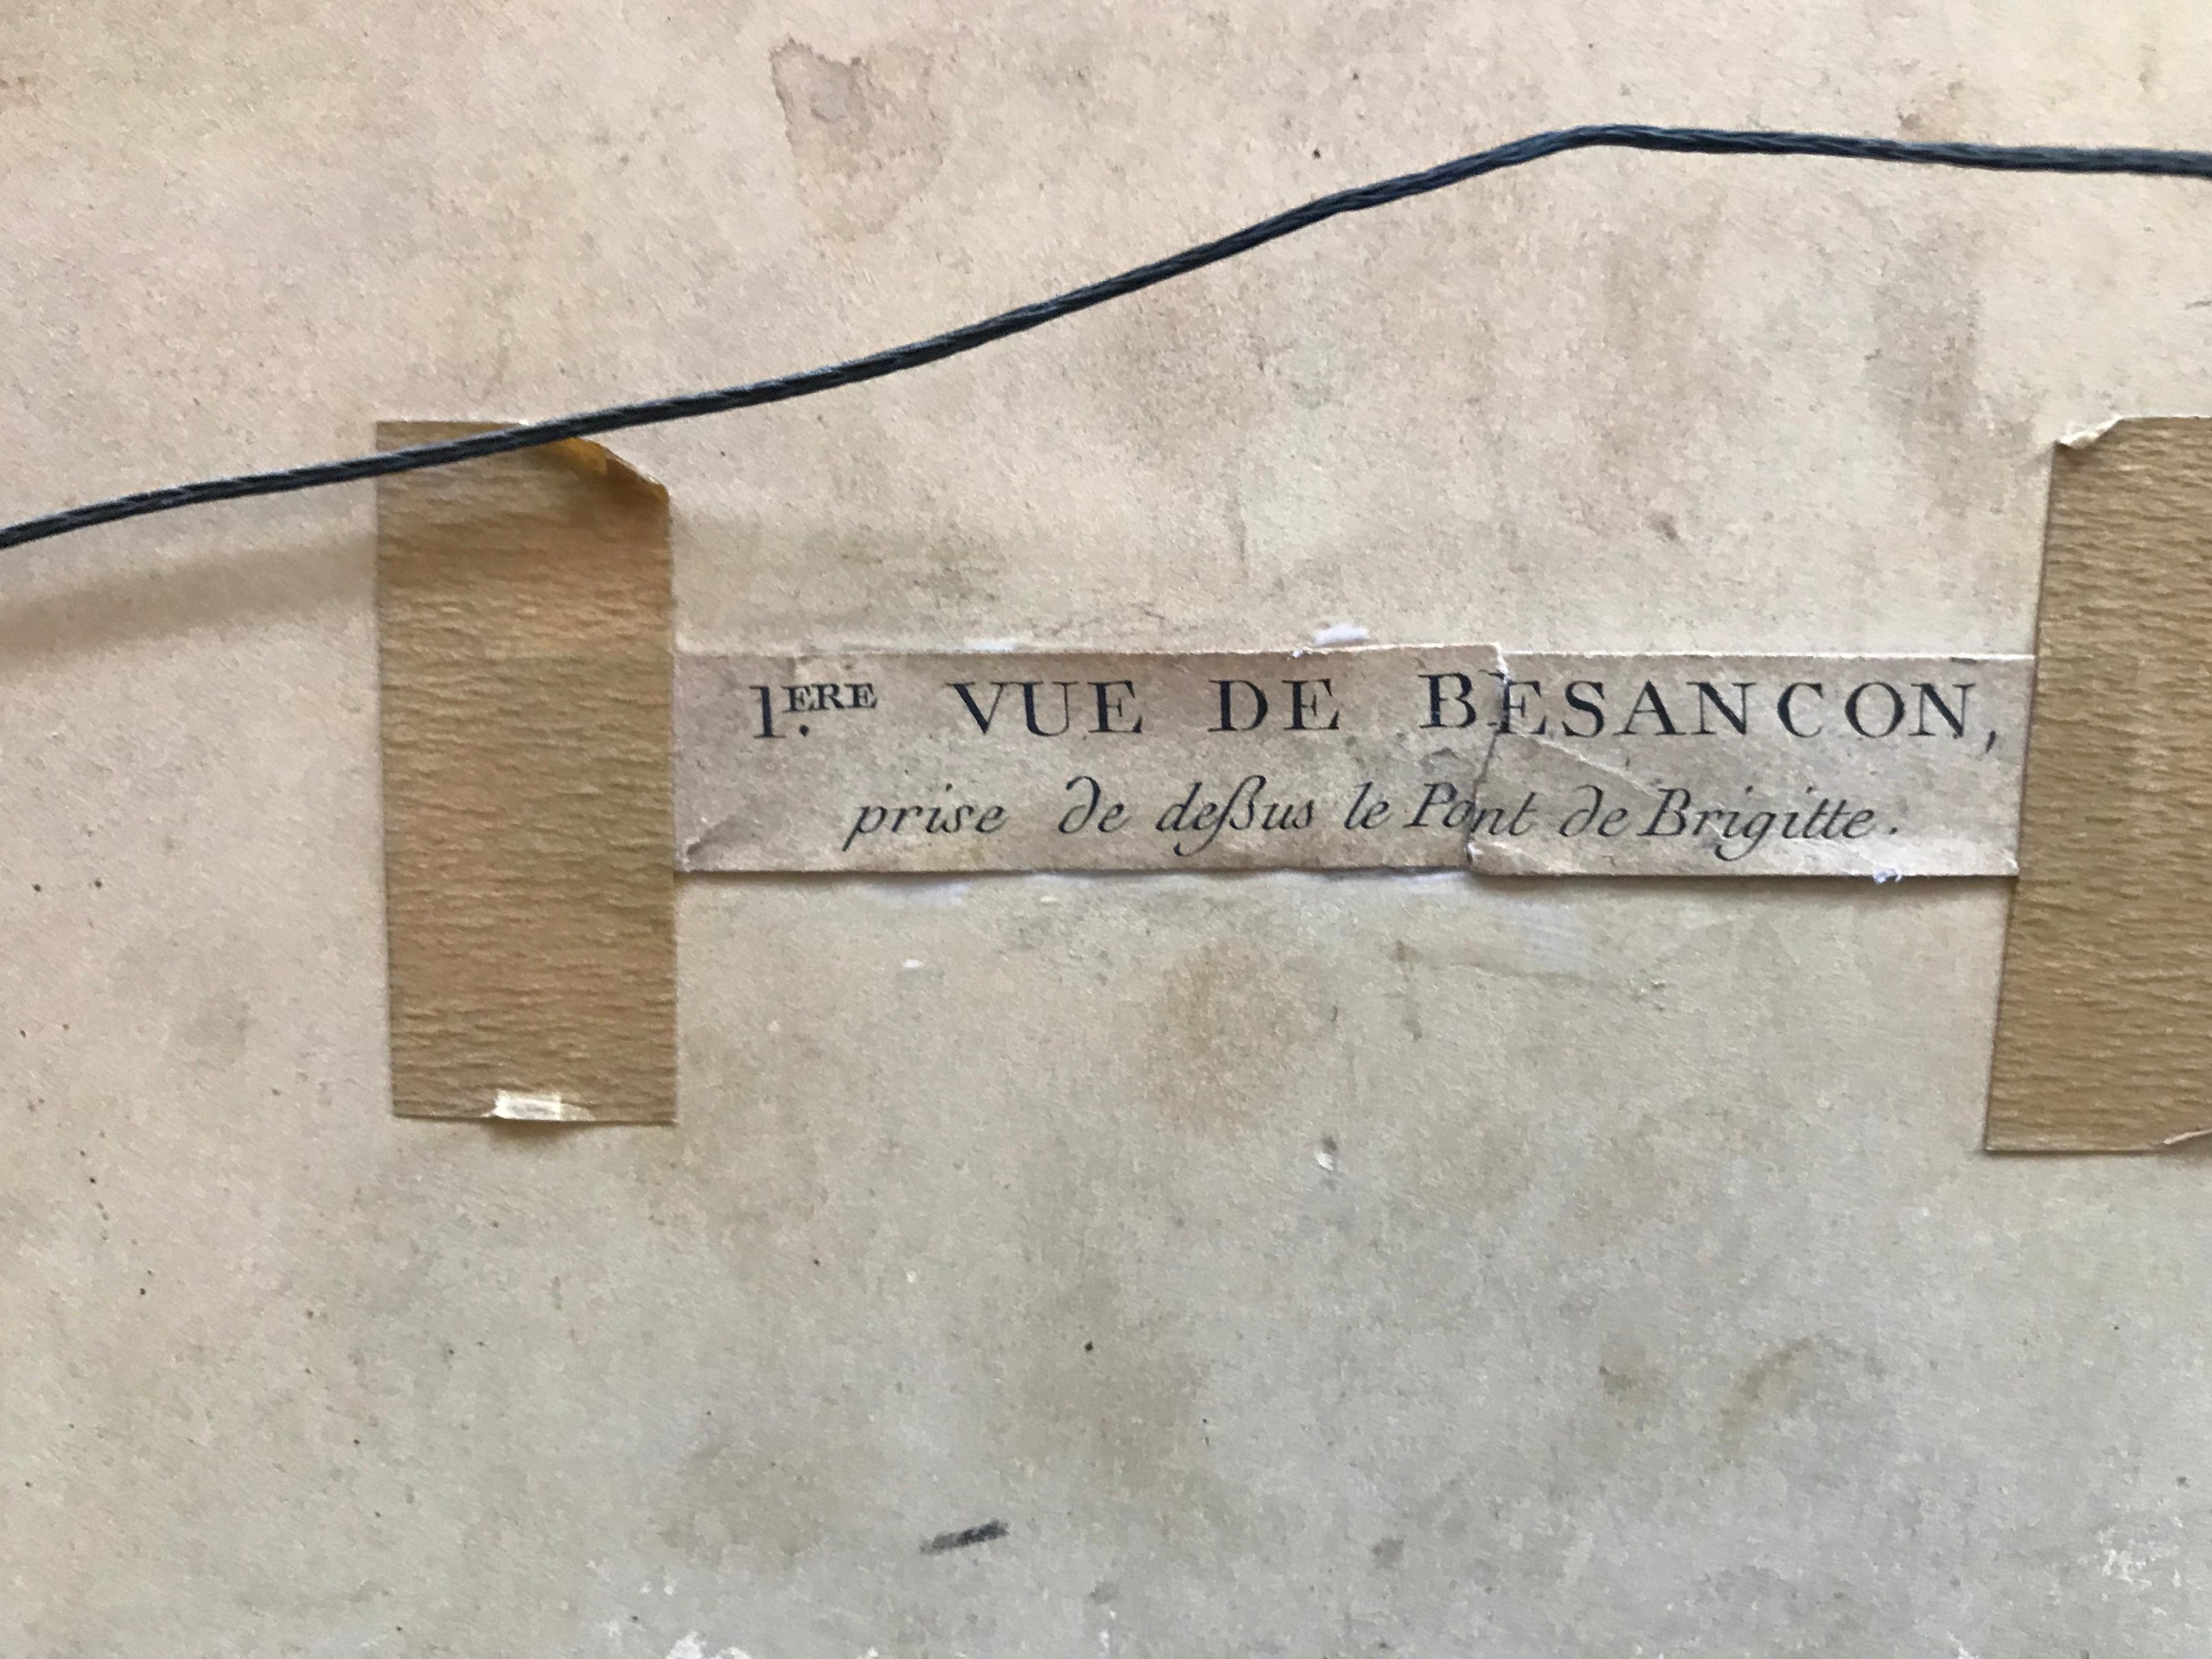 1.ERE VUE DE BESANCON,
prise de deßus le Pont de Brigitte.